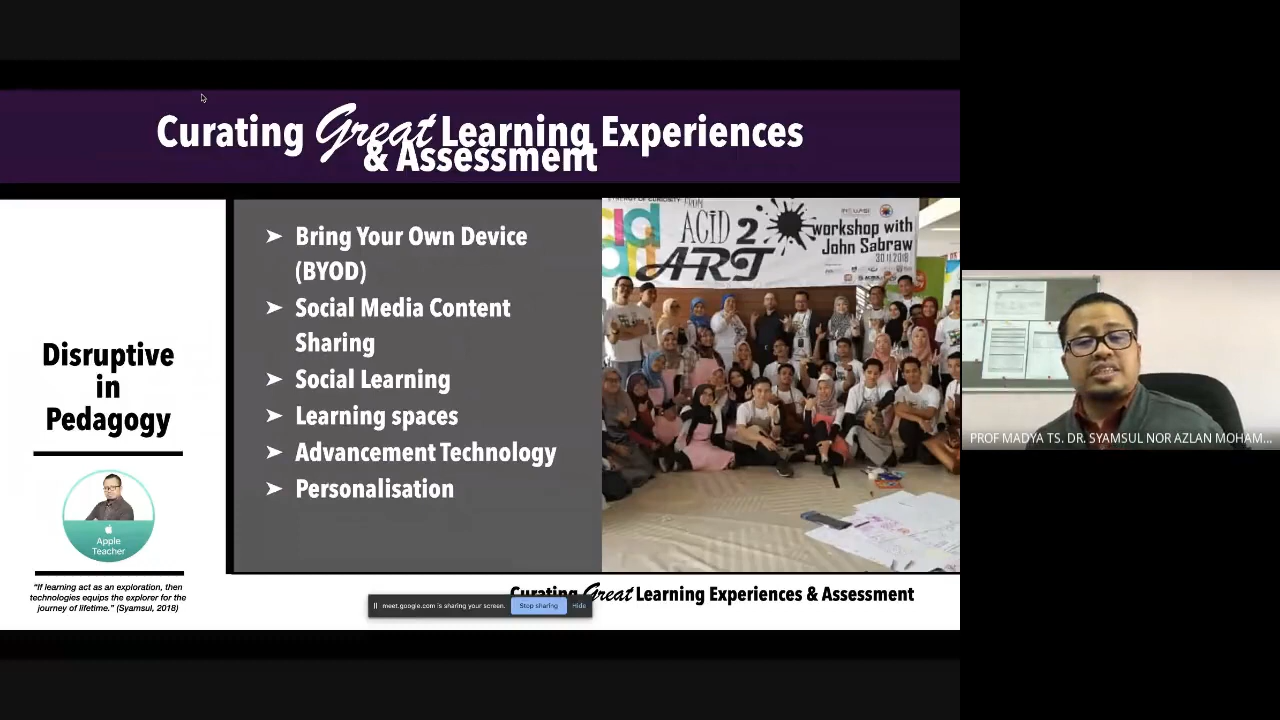 Curating Great Learning Experiences
& Assessment
Disruptive
in
Pedagogy
Apple
Teacher
"If learning act as an exploration, then
technologies equips the explorer for the
journey of lifetime." (Syamsul, 2018)
➤ Bring Your Own Device
(BYOD)
➤ Social Media Content
Sharing
➤ Social Learning
➤ Learning spaces
➤ Advancement Technology
➤ Personalisation
ACID 2
ART
workshop with
John Sabraw
30.11.2018
Curating Great Learning Experiences & Assessment
meet.google.com is sharing your screen. Stop sharing Hide
PROF MADYA TS. DR. SYAMSUL NOR AZLAN MOHAM...